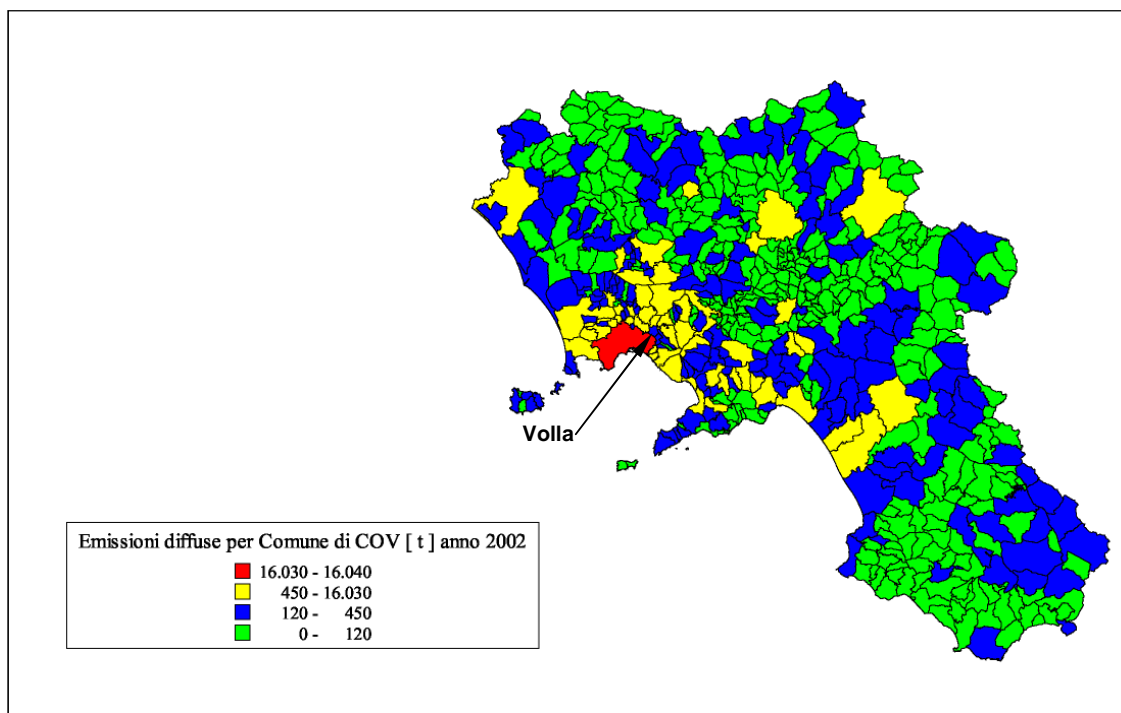 Volla
Emissioni diffuse per Comune di COV [ t ] anno 2002
16.030 - 16.040
450 - 16.030
120 - 450
0 - 120